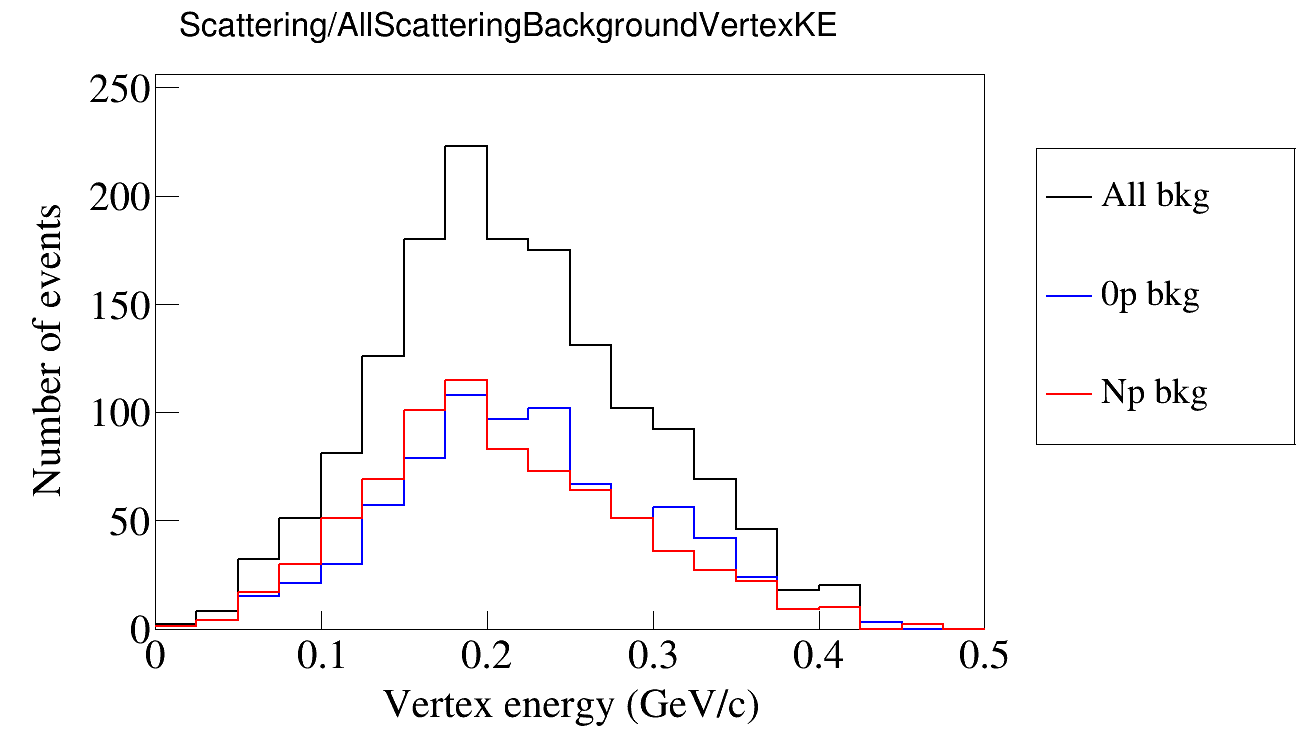 Scattering/AllScatteringBackgroundVertexKE
250
200
150
100
50
0
0 0.1 0.2 0.3 0.4 0.5
Number of events
Vertex energy (GeV/c)
All bkg
0p bkg
Np bkg